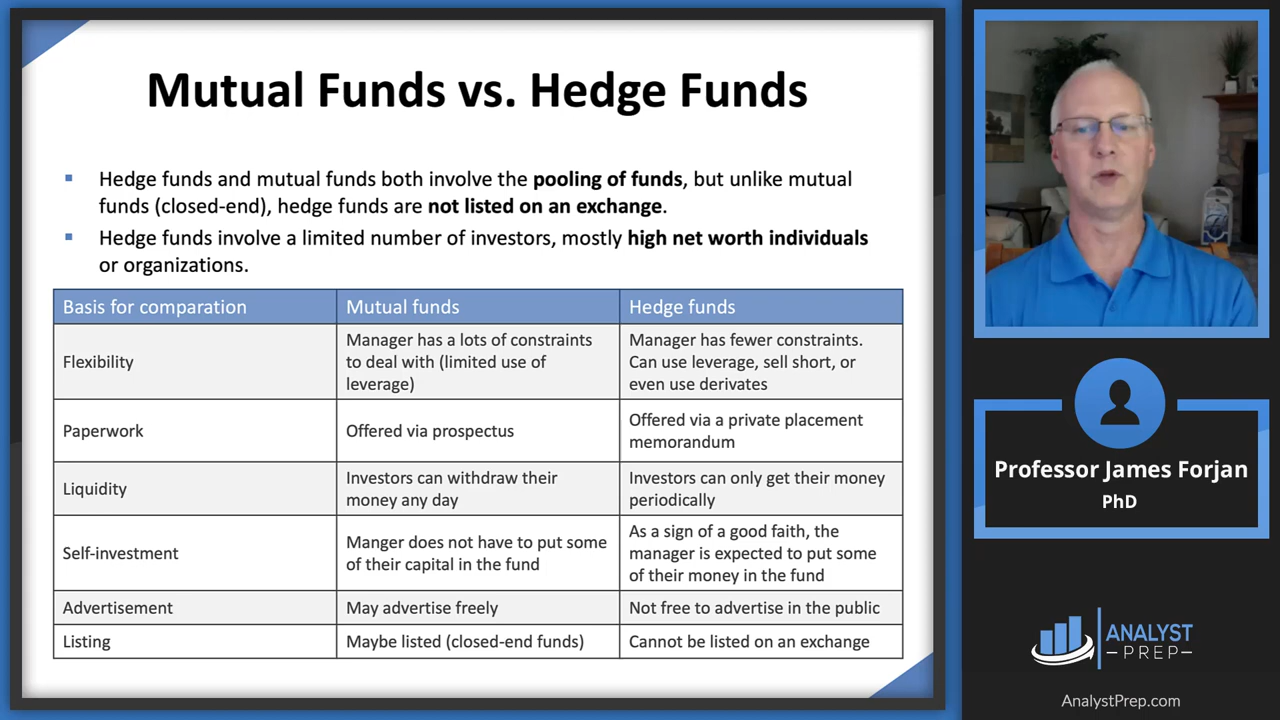 Mutual Funds vs. Hedge Funds
Hedge funds and mutual funds both involve the pooling of funds, but unlike mutual
funds (closed-end), hedge funds are not listed on an exchange.
Hedge funds involve a limited number of investors, mostly high net worth individuals
or organizations.
Basis for comparation
Mutual funds
Hedge funds
Flexibility
Manager has a lots of constraints
to deal with (limited use of
leverage)
Manager has fewer constraints.
Can use leverage, sell short, or
even use derivates
Paperwork
Offered via prospectus
Offered via a private placement
memorandum
Liquidity
Investors can withdraw their
money any day
Investors can only get their money
periodically
Self-investment
Manger does not have to put some
of their capital in the fund
As a sign of a good faith, the
manager is expected to put some
of their money in the fund
Advertisement
May advertise freely
Not free to advertise in the public
Listing
Maybe listed (closed-end funds)
Cannot be listed on an exchange
Professor James Forjan
PhD
ANALYST
PREP
AnalystPrep.com